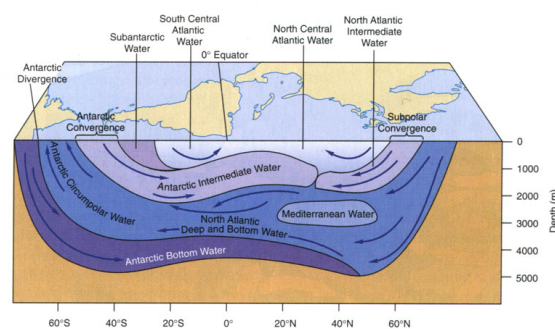 South Central
Atlantic
Water
North Central
Atlantic Water
North Atlantic
Intermediate
Water
Subantarctic
Water
0° Equator
Antarctic
Divergence
Antarctic
Convergence
Subpolar
Convergence
Antarctic Circumpolar Water
Antarctic Intermediate Water
Mediterranean Water
North Atlantic
Deep and Bottom Water
Antarctic Bottom Water
0
1000
2000
3000
4000
5000
Depth (m)
60°S
40°S
20°S
0°
20°N
40°N
60°N